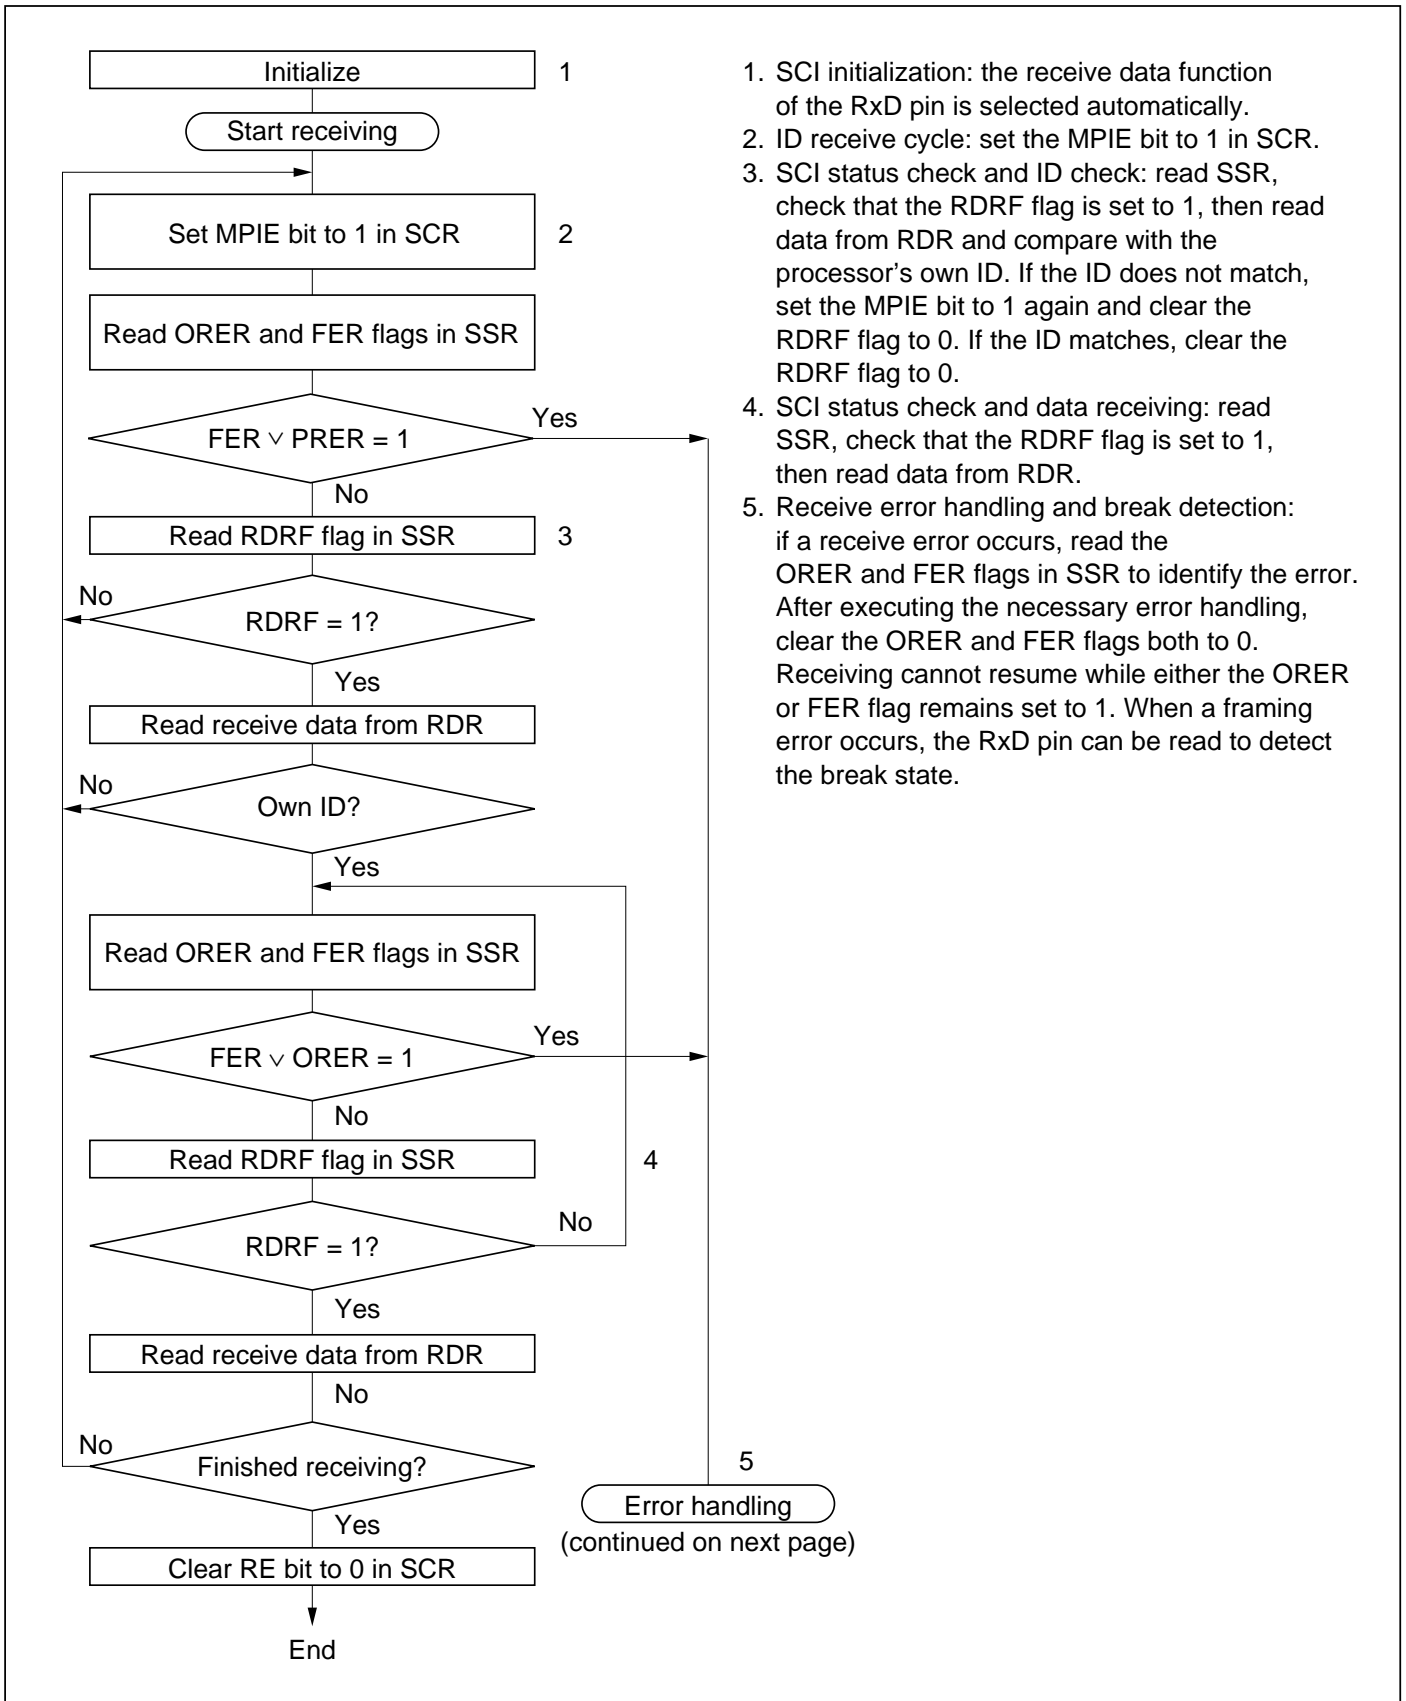 Initialize
1
Start receiving
Set MPIE bit to 1 in SCR
2
Read ORER and FER flags in SSR
FER ∨ PRER = 1
Yes
No
Read RDRF flag in SSR
3
No
RDRF = 1?
Yes
Read receive data from RDR
No
Own ID?
Yes
Read ORER and FER flags in SSR
Yes
FER ∨ ORER = 1
No
Read RDRF flag in SSR
4
No
RDRF = 1?
Yes
Read receive data from RDR
No
No
Finished receiving?
5
Error handling
(continued on next page)
Yes
Clear RE bit to 0 in SCR
End
1. SCI initialization: the receive data function
of the RxD pin is selected automatically.
2. ID receive cycle: set the MPIE bit to 1 in SCR.
3. SCI status check and ID check: read SSR,
check that the RDRF flag is set to 1, then read
data from RDR and compare with the
processor's own ID. If the ID does not match,
set the MPIE bit to 1 again and clear the
RDRF flag to 0. If the ID matches, clear the
RDRF flag to 0.
4. SCI status check and data receiving: read
SSR, check that the RDRF flag is set to 1,
then read data from RDR.
5. Receive error handling and break detection:
if a receive error occurs, read the
ORER and FER flags in SSR to identify the error.
After executing the necessary error handling,
clear the ORER and FER flags both to 0.
Receiving cannot resume while either the ORER
or FER flag remains set to 1. When a framing
error occurs, the RxD pin can be read to detect
the break state.